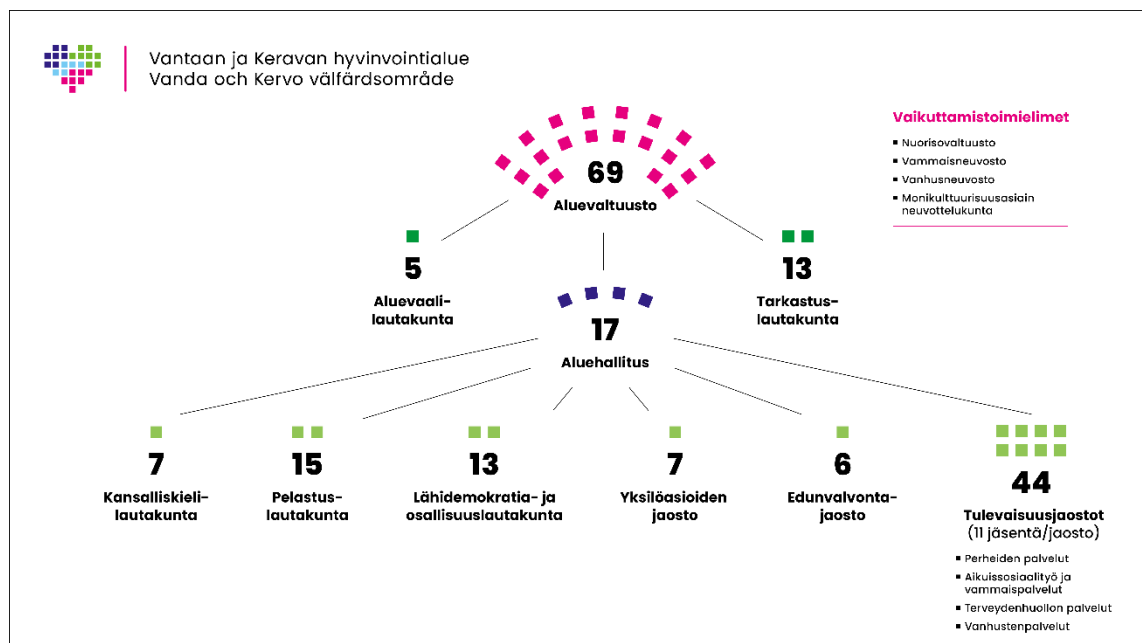 Vantaan ja Keravan hyvinvointialue
Vanda och Kervo välfärdsområde
Vaikuttamistoimielimet
▪ Nuorisovaltuusto
▪ Vammaisneuvosto
▪ Vanhusneuvosto
▪ Monikulttuurisuusasiain
neuvottelukunta
69
Aluevaltuusto
5
Aluevaali-
lautakunta
13
Tarkastus-
lautakunta
17
Aluehallitus
7
Kansalliskieli-
lautakunta
15
Pelastus-
lautakunta
13
Lähidemokratia- ja
osallisuuslautakunta
7
Yksilöasioiden
jaosto
6
Edunvalvonta-
jaosto
44
Tulevaisuusjaostot
(11 jäsentä/jaosto)
▪ Perheiden palvelut
▪ Aikuissosiaalityö ja
vammaispalvelut
▪ Terveydenhuollon palvelut
▪ Vanhustenpalvelut